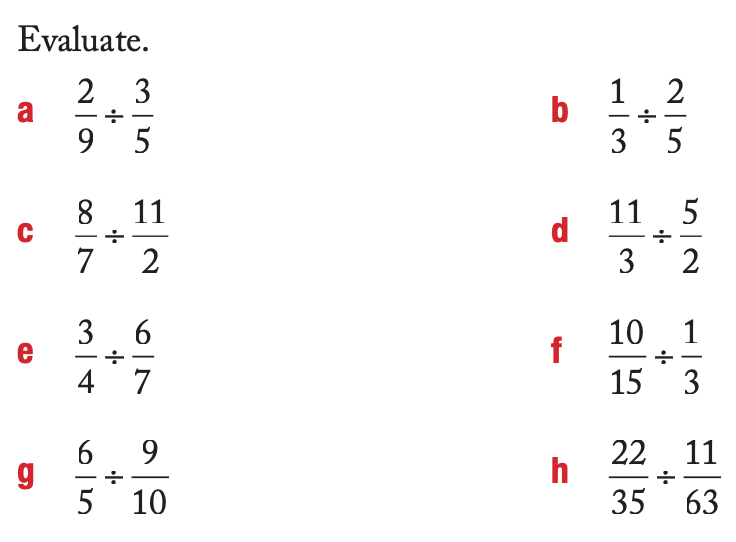 Evaluate.
a 2/9 ÷ 3/5
b 1/3 ÷ 2/5
c 8/7 ÷ 11/2
d 11/3 ÷ 5/2
e 3/4 ÷ 6/7
f 10/15 ÷ 1/3
g 6/5 ÷ 9/10
h 22/35 ÷ 11/63